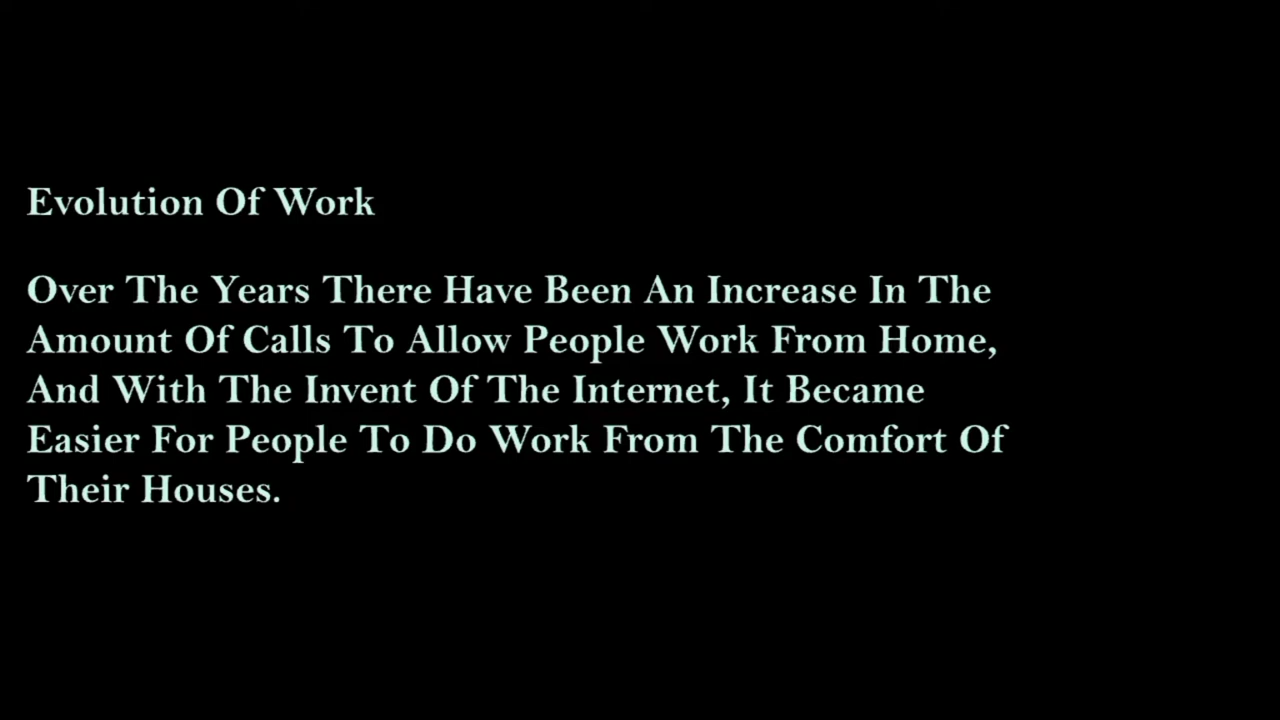 Evolution Of Work
Over The Years There Have Been An Increase In The
Amount Of Calls To Allow People Work From Home,
And With The Invent Of The Internet, It Became
Easier For People To Do Work From The Comfort Of
Their Houses.